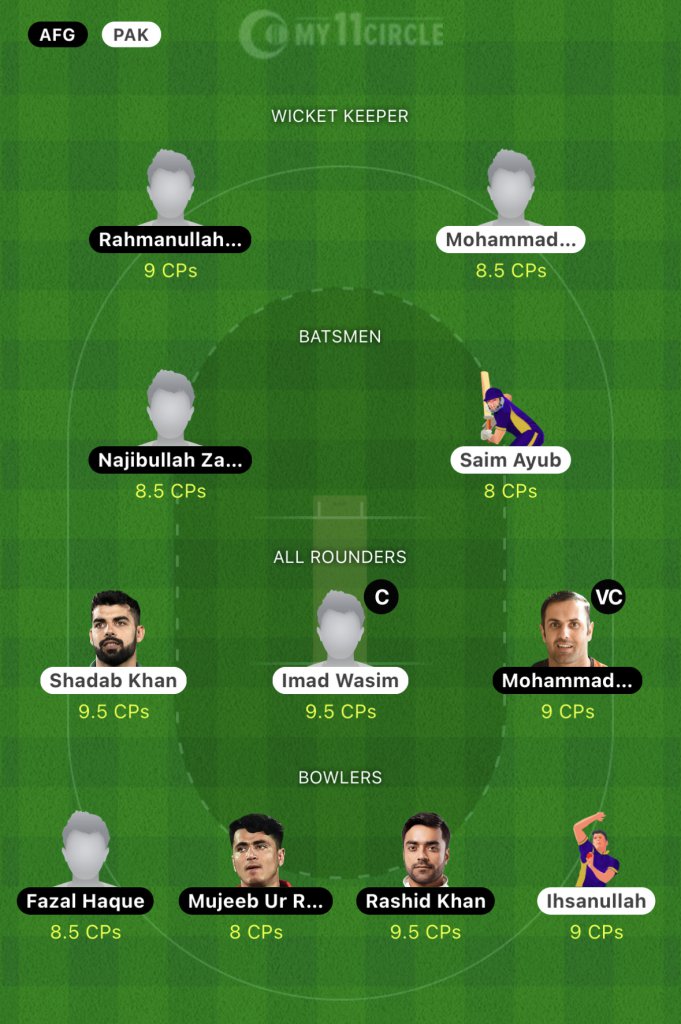 AFG PAK MY11CIRCLE
WICKET KEEPER
Rahmanullah... Mohammad...
9 CPs 8.5 CPs
BATSMEN
Najibullah Za... Saim Ayub
8.5 CPs 8 CPs
ALL ROUNDERS
C VC
Shadab Khan Imad Wasim Mohammad...
9.5 CPs 9.5 CPs 9 CPs
BOWLERS
Fazal Haque Mujeeb Ur R... Rashid Khan Ihsanullah
8.5 CPs 8 CPs 9.5 CPs 9 CPs